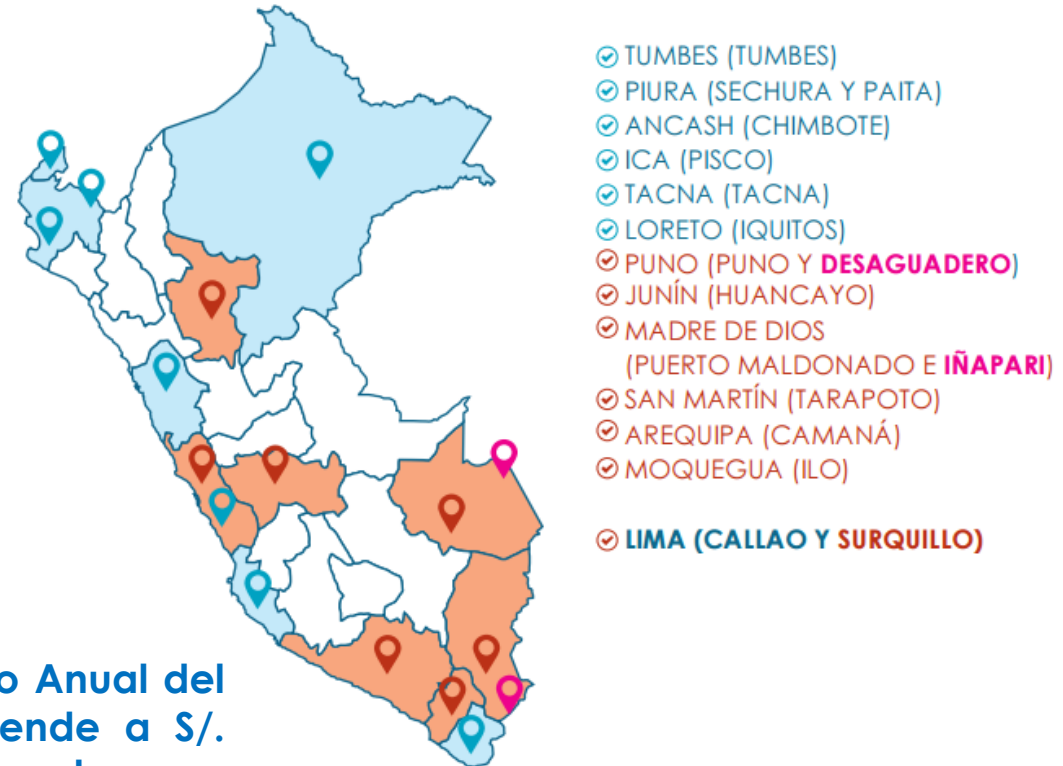 TUMBES (TUMBES)
PIURA (SECHURA Y PAITA)
ANCASH (CHIMBOTE)
ICA (PISCO)
TACNA (TACNA)
LORETO (IQUITOS)
PUNO (PUNO Y DESAGUADERO)
JUNÍN (HUANCAYO)
MADRE DE DIOS
(PUERTO MALDONADO E IÑAPARI)
SAN MARTÍN (TARAPOTO)
AREQUIPA (CAMANÁ)
MOQUEGUA (ILO)
LIMA (CALLAO Y SURQUILLO)
o Anual del
ende a S/.